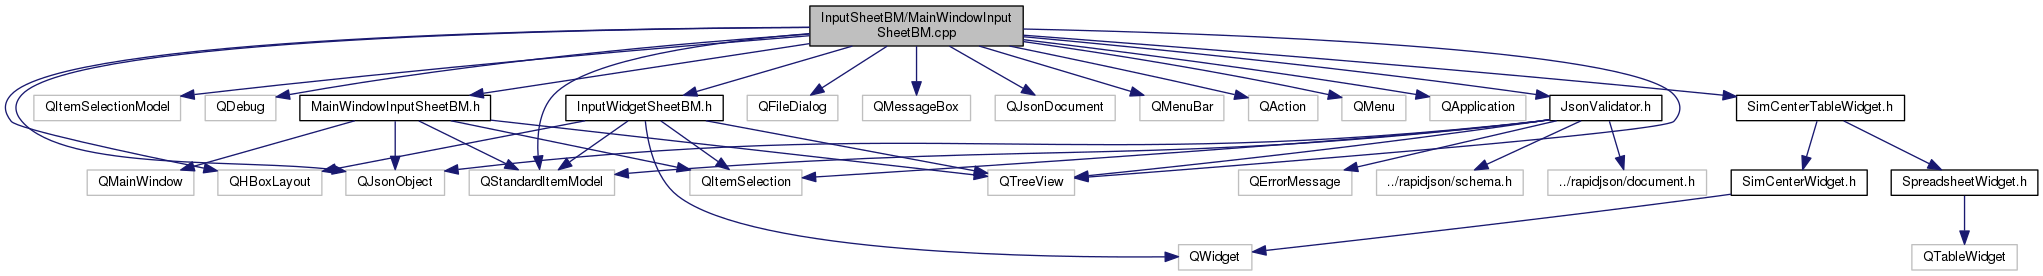 InputSheetBM/MainWindowInput
SheetBM.cpp
QItemSelectionModel
QDebug
MainWindowInputSheetBM.h
InputWidgetSheetBM.h
QFileDialog
QMessageBox
QJsonDocument
QMenuBar
QAction
QMenu
QApplication
JsonValidator.h
SimCenterTableWidget.h
QMainWindow
QHBoxLayout
QJsonObject
QStandardItemModel
QItemSelection
QTreeView
QErrorMessage
../rapidjson/schema.h
../rapidjson/document.h
SimCenterWidget.h
SpreadsheetWidget.h
QWidget
QTableWidget